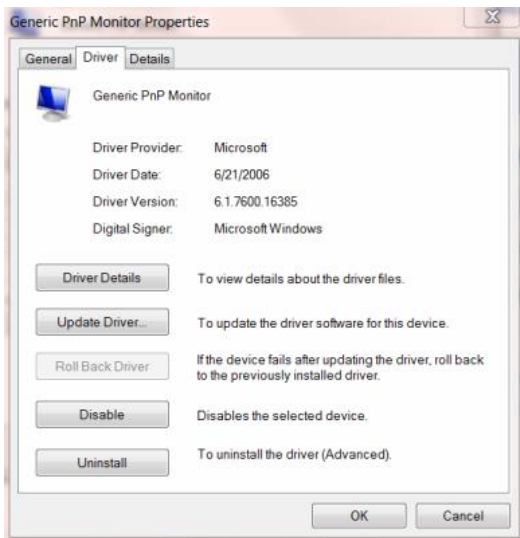 Generic PnP Monitor Properties
General Driver Details
Generic PnP Monitor
Driver Provider: Microsoft
Driver Date: 6/21/2006
Driver Version: 6.1.7600.16385
Digital Signer: Microsoft Windows
Driver Details To view details about the driver files.
Update Driver... To update the driver software for this device.
Roll Back Driver If the device fails after updating the driver, roll back
to the previously installed driver.
Disable Disables the selected device.
Uninstall To uninstall the driver (Advanced).
OK Cancel